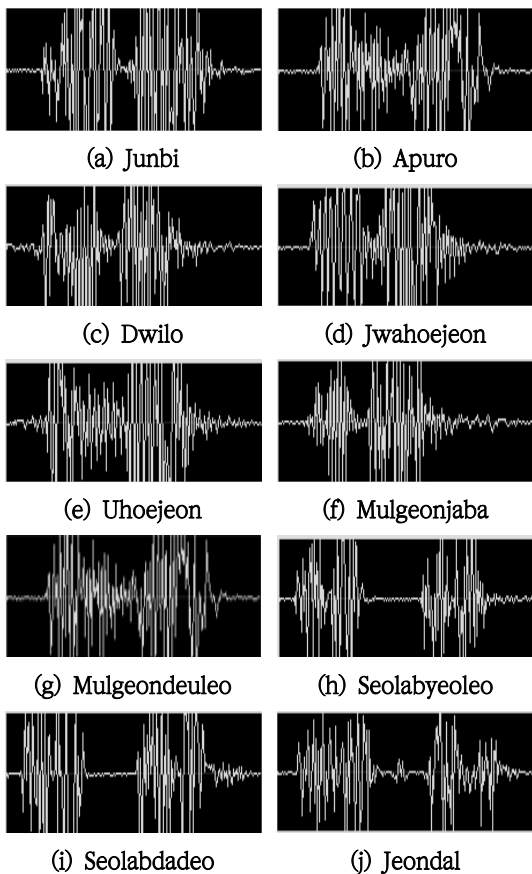 (a) Junbi
(b) Apuro
(c) Dwilo
(d) Jwahoejeon
(e) Uhoejeon
(f) Mulgeonjaba
(g) Mulgeondeuleo
(h) Seolabyeoleo
(i) Seolabdadeo
(j) Jeondal